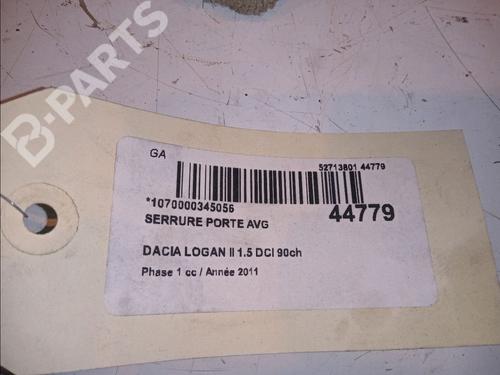 B-PARTS
GA
52713801 44779
*1070000345056
44779
SERRURE PORTE AVG
DACIA LOGAN II 1.5 DCI 90ch
Phase 1 cc / Année 2011